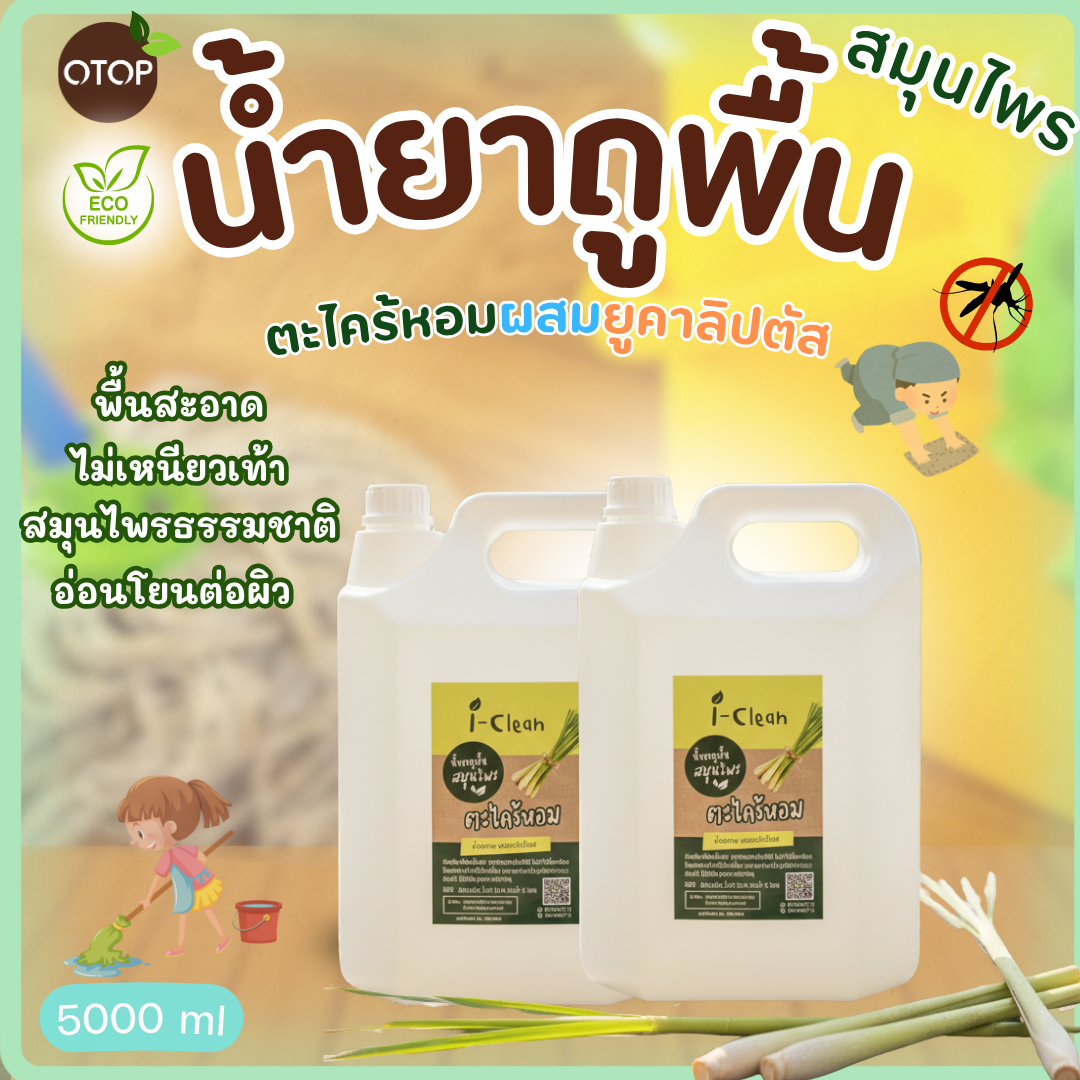 OTOP
สมุนไพร
น้ำยาถูพื้น
ECO
FRIENDLY
ตะไคร้หอมผสมยูคาลิปตัส
พื้นสะอาด
ไม่เหนียวเท้า
สมุนไพรธรรมชาติ
อ่อนโยนต่อผิว
i-Clean
น้ำยาถูพื้น
สมุนไพร
ตะไคร้หอม
i-Clean
น้ำยาถูพื้น
สมุนไพร
ตะไคร้หอม
5000 ml